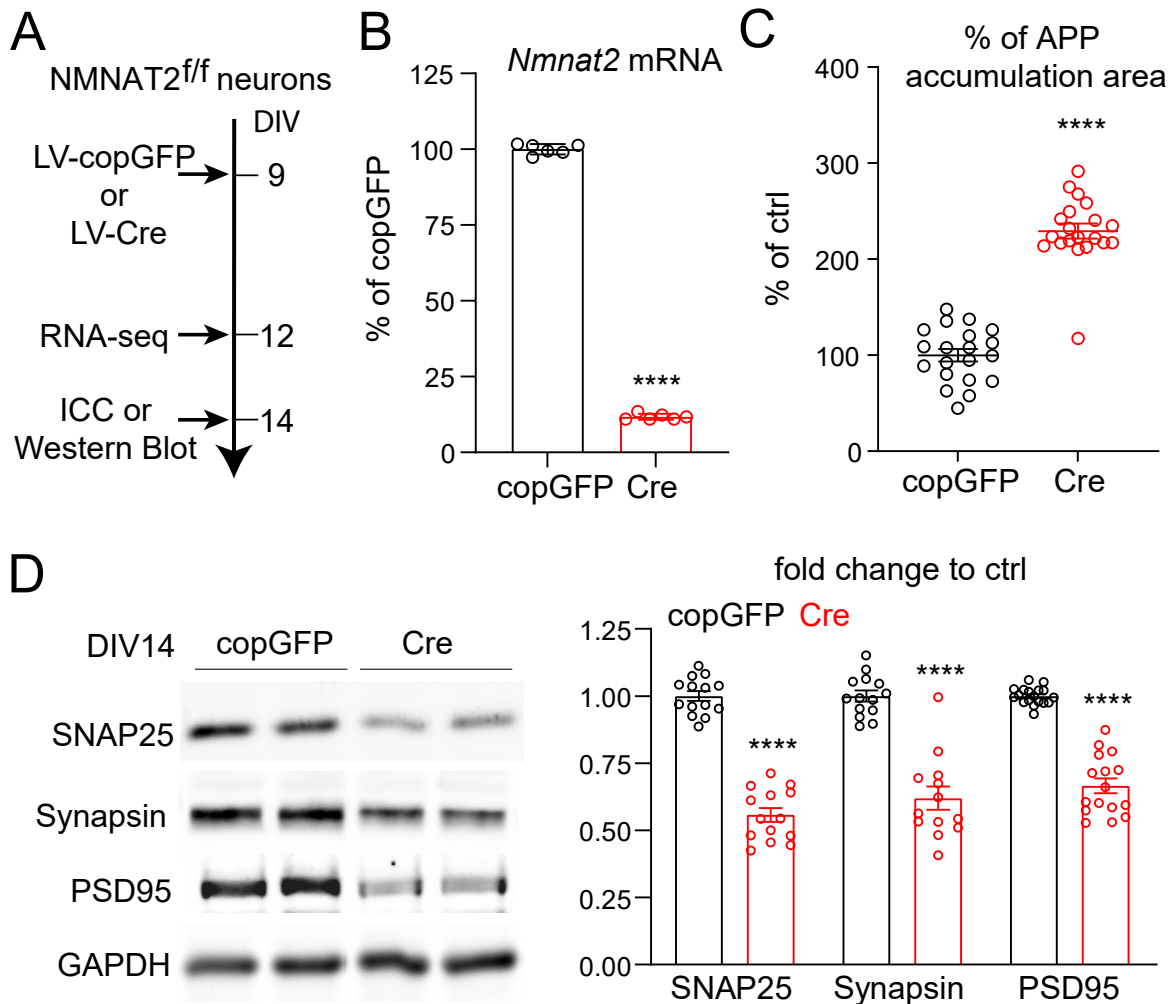 A
NMNAT2f/f neurons
DIV
LV-copGFP
or
LV-Cre
9
RNA-seq
12
ICC or
Western Blot
14
B
Nmnat2 mRNA
% of copGFP
125
100
75
50
25
0
****
copGFP Cre
C
% of APP
accumulation area
% of ctrl
400
300
200
100
0
****
copGFP Cre
D
DIV14
copGFP Cre
SNAP25
Synapsin
PSD95
GAPDH
fold change to ctrl
copGFP Cre
1.25
1.00
0.75
0.50
0.25
0.00
****
****
****
SNAP25 Synapsin PSD95